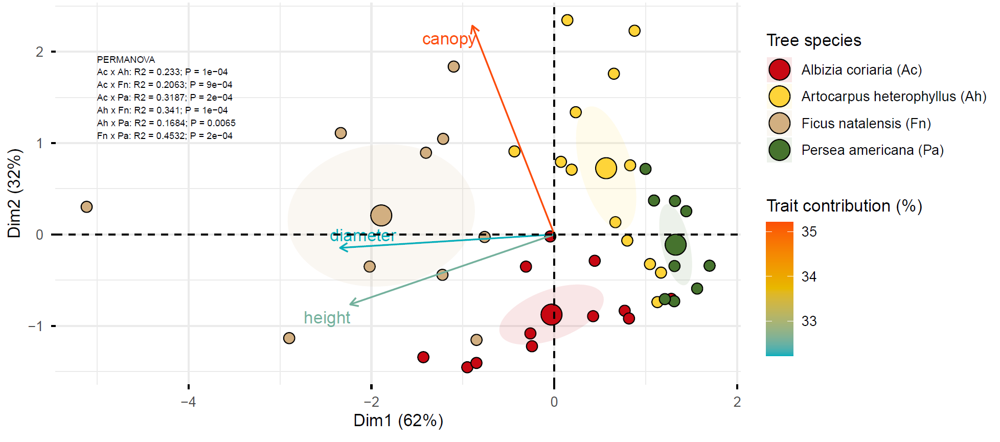 PERMANOVA
Ac x Ah: R2 = 0.233; P = 1e−04
Ac x Fn: R2 = 0.2063; P = 9e−04
Ac x Pa: R2 = 0.3187; P = 2e−04
Ah x Fn: R2 = 0.341; P = 1e−04
Ah x Pa: R2 = 0.1684; P = 0.0065
Fn x Pa: R2 = 0.4532; P = 2e−04
canopy
diameter
height
Dim2 (32%)
2
1
0
−1
−4
−2
0
2
Dim1 (62%)
Tree species
Albizia coriaria (Ac)
Artocarpus heterophyllus (Ah)
Ficus natalensis (Fn)
Persea americana (Pa)
Trait contribution (%)
35
34
33